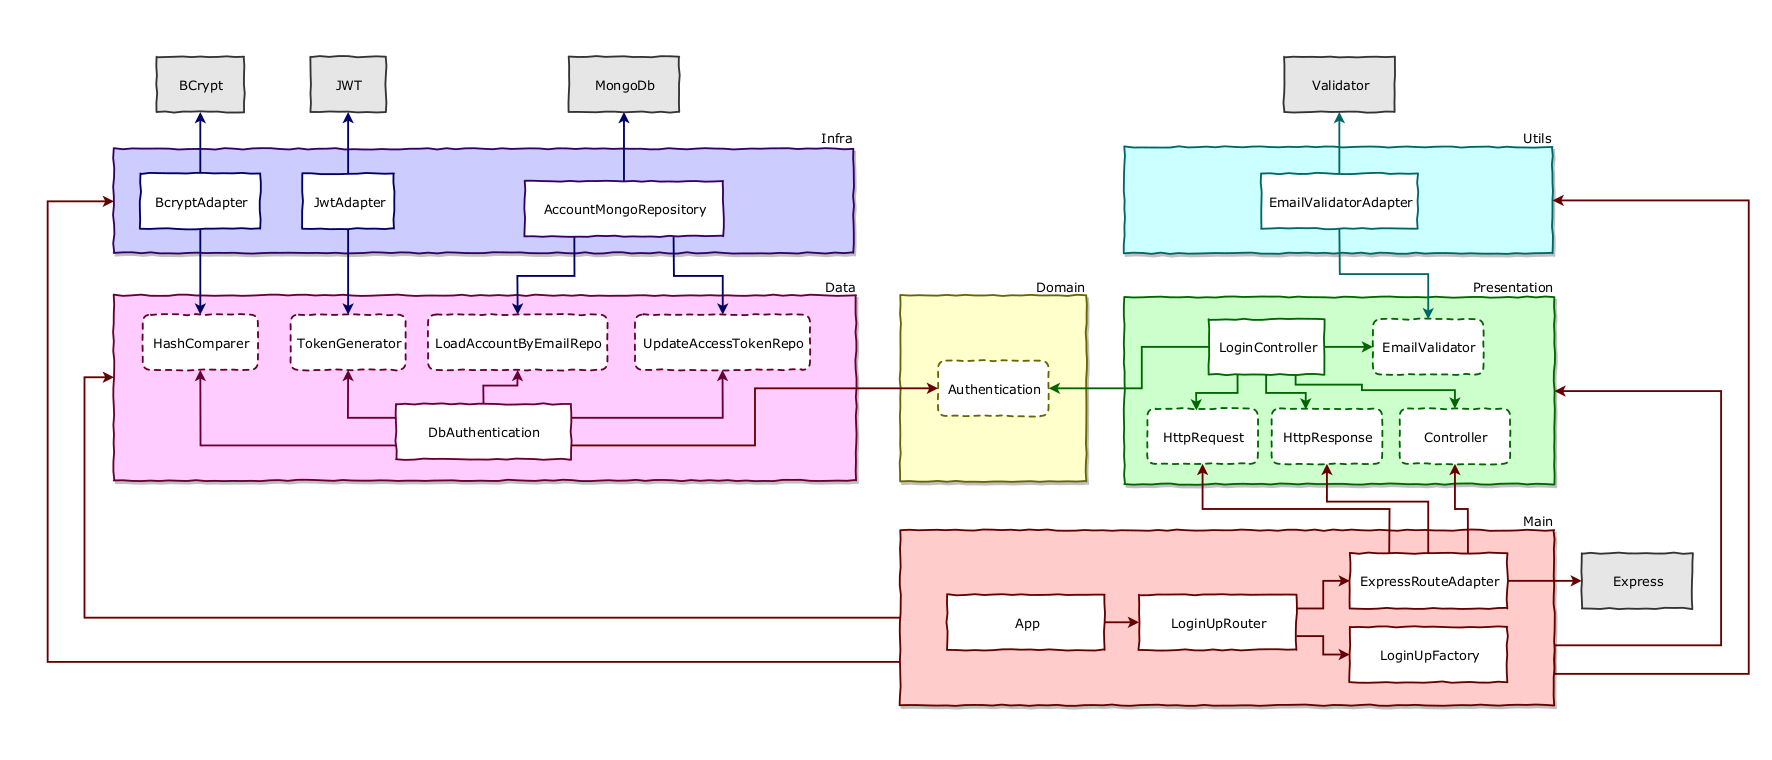 BCrypt
JWT
MongoDb
Validator
Infra
Utils
BcryptAdapter
JwtAdapter
AccountMongoRepository
EmailValidatorAdapter
Data
Domain
Presentation
HashComparer
TokenGenerator
LoadAccountByEmailRepo
UpdateAccessTokenRepo
LoginController
EmailValidator
Authentication
DbAuthentication
HttpRequest
HttpResponse
Controller
Main
ExpressRouteAdapter
Express
App
LoginUpRouter
LoginUpFactory